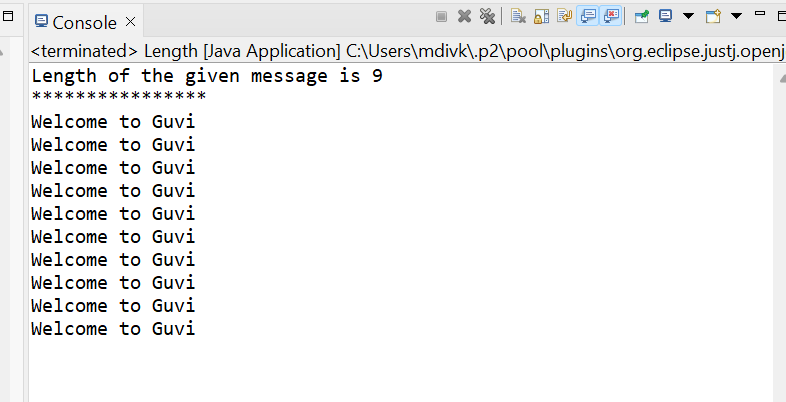 Console
<terminated> Length [Java Application] C:\Users\mdivk\.p2\pool\plugins\org.eclipse.justj.openj
Length of the given message is 9
****************
Welcome to Guvi
Welcome to Guvi
Welcome to Guvi
Welcome to Guvi
Welcome to Guvi
Welcome to Guvi
Welcome to Guvi
Welcome to Guvi
Welcome to Guvi
Welcome to Guvi